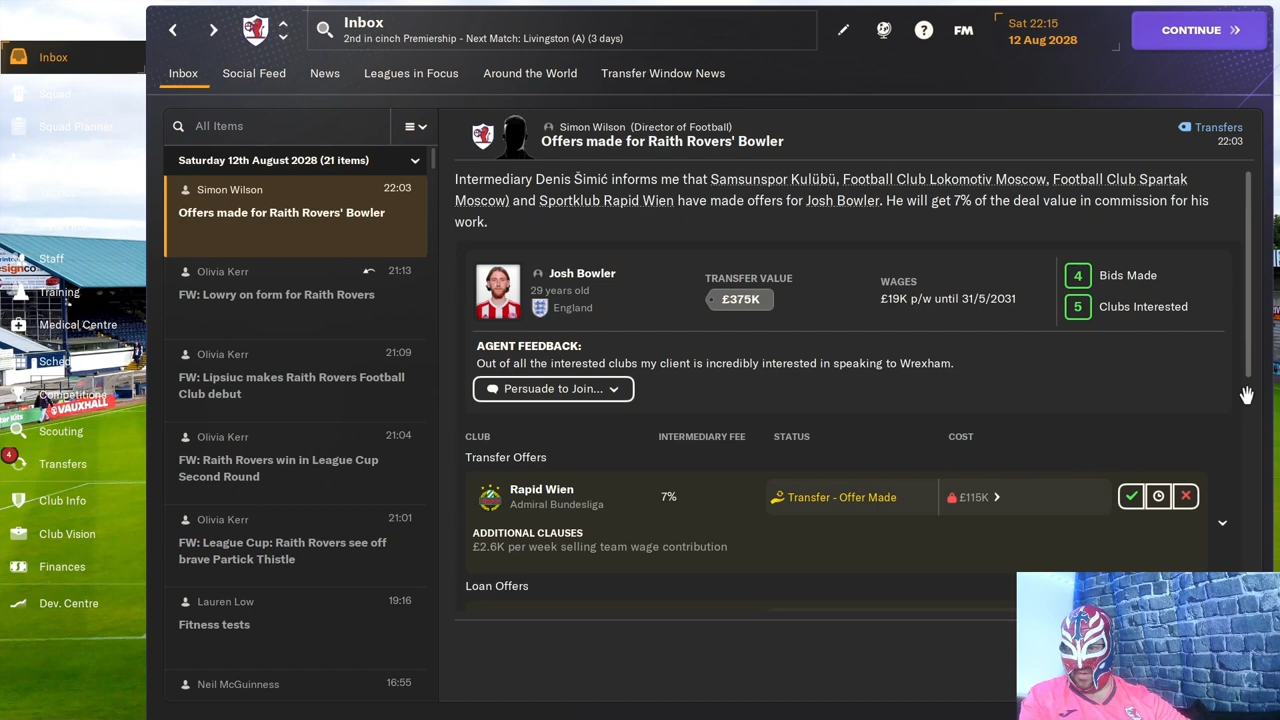 Inbox
2nd in cinch Premiership - Next Match: Livingston (A) (3 days)
FM
Sat 22:15
12 Aug 2028
CONTINUE
Inbox
Squad
Squad Planner
Staff
Training
Medical Centre
Sched
Competitions
Scouting
4
Transfers
Club Info
Club Vision
Finances
Dev. Centre
VAUXHALL
Inbox Social Feed News Leagues in Focus Around the World Transfer Window News
All Items
Saturday 12th August 2028 (21 items)
Simon Wilson 22:03
Offers made for Raith Rovers' Bowler
Olivia Kerr 21:13
FW: Lowry on form for Raith Rovers
Olivia Kerr 21:09
FW: Lipsiuc makes Raith Rovers Football
Club debut
Olivia Kerr 21:04
FW: Raith Rovers win in League Cup
Second Round
Olivia Kerr 21:01
FW: League Cup: Raith Rovers see off
brave Partick Thistle
Lauren Low 19:16
Fitness tests
Neil McGuinness 16:55
Simon Wilson (Director of Football)
Offers made for Raith Rovers' Bowler
Transfers
22:03
Intermediary Denis Šimić informs me that Samsunspor Kulübü, Football Club Lokomotiv Moscow, Football Club Spartak
Moscow) and Sportklub Rapid Wien have made offers for Josh Bowler. He will get 7% of the deal value in commission for his
work.
Josh Bowler
29 years old
England
TRANSFER VALUE
£375K
WAGES
£19K p/w until 31/5/2031
4 Bids Made
5 Clubs Interested
AGENT FEEDBACK:
Out of all the interested clubs my client is incredibly interested in speaking to Wrexham.
Persuade to Join...
CLUB INTERMEDIARY FEE STATUS COST
Transfer Offers
Rapid Wien
Admiral Bundesliga
7%
Transfer - Offer Made
£115K
ADDITIONAL CLAUSES
£2.6K per week selling team wage contribution
Loan Offers